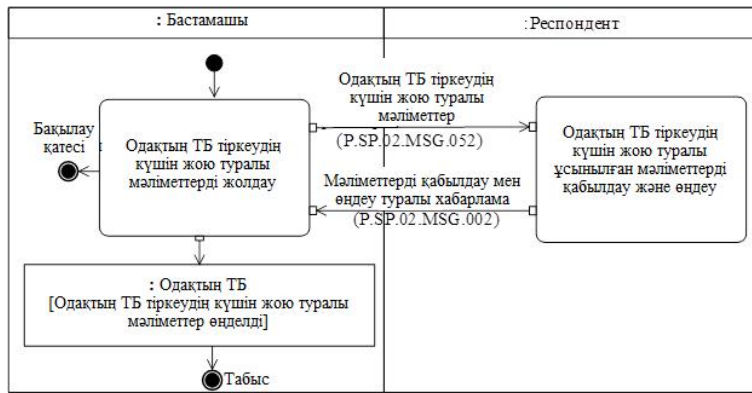 : Бастамашы
:Респондент
Одақтың ТБ тіркеудің
күшін жою туралы
мәліметтер
(P.SP.02.MSG.052)
Бақылау
қатесі
Одақтың ТБ тіркеудің
күшін жою туралы
мәліметтерді жолдау
Одақтың ТБ тіркеудің
күшін жою туралы
ұсынылған мәліметтерді
қабылдау және өңдеу
Мәліметтерді қабылдау мен
өңдеу туралы хабарлама
(P.SP.02.MSG.002)
: Одақтың ТБ
[Одақтың ТБ тіркеудің күшін жою туралы
мәліметтер өңделді]
Табыс